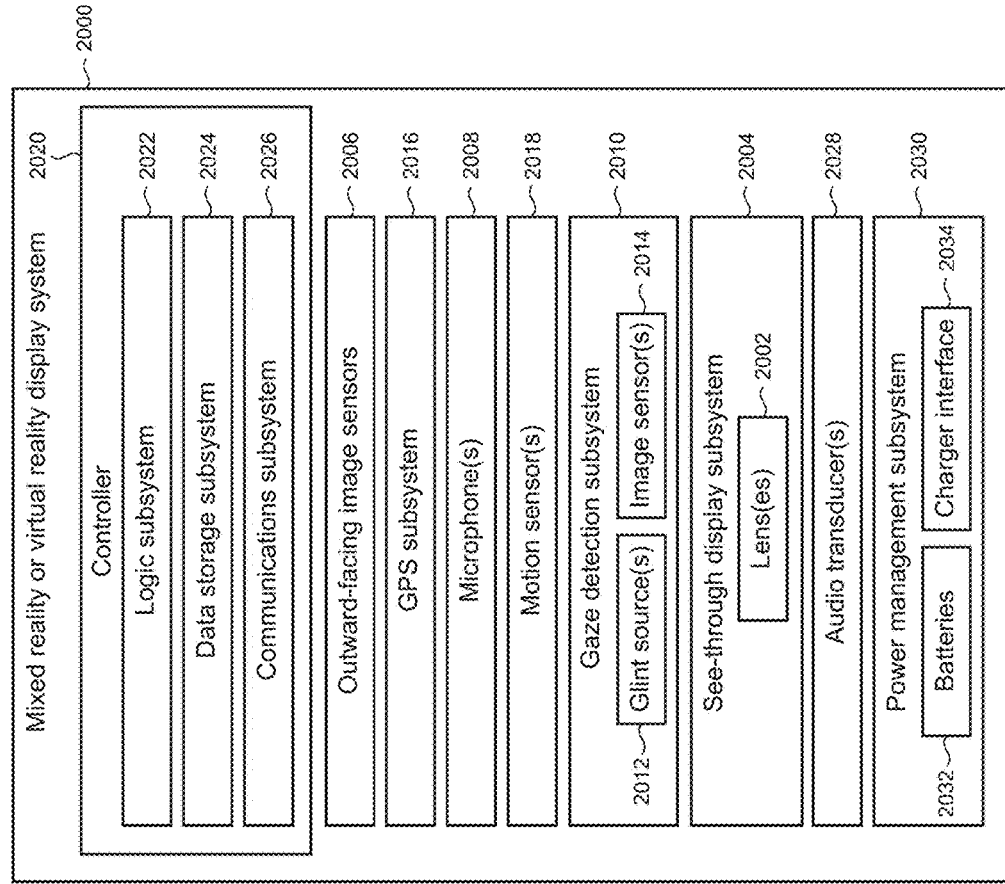 2000
Mixed reality or virtual reality display system
2020
Controller
Logic subsystem
2022
Data storage subsystem
2024
Communications subsystem
2026
Outward-facing image sensors
2006
GPS subsystem
2016
Microphone(s)
2008
Motion sensor(s)
2018
Gaze detection subsystem
2010
2012
Glint source(s)
Image sensor(s)
2014
See-through display subsystem
2004
Lens(es)
2002
Audio transducer(s)
2028
Power management subsystem
2030
2032
Batteries
Charger interface
2034